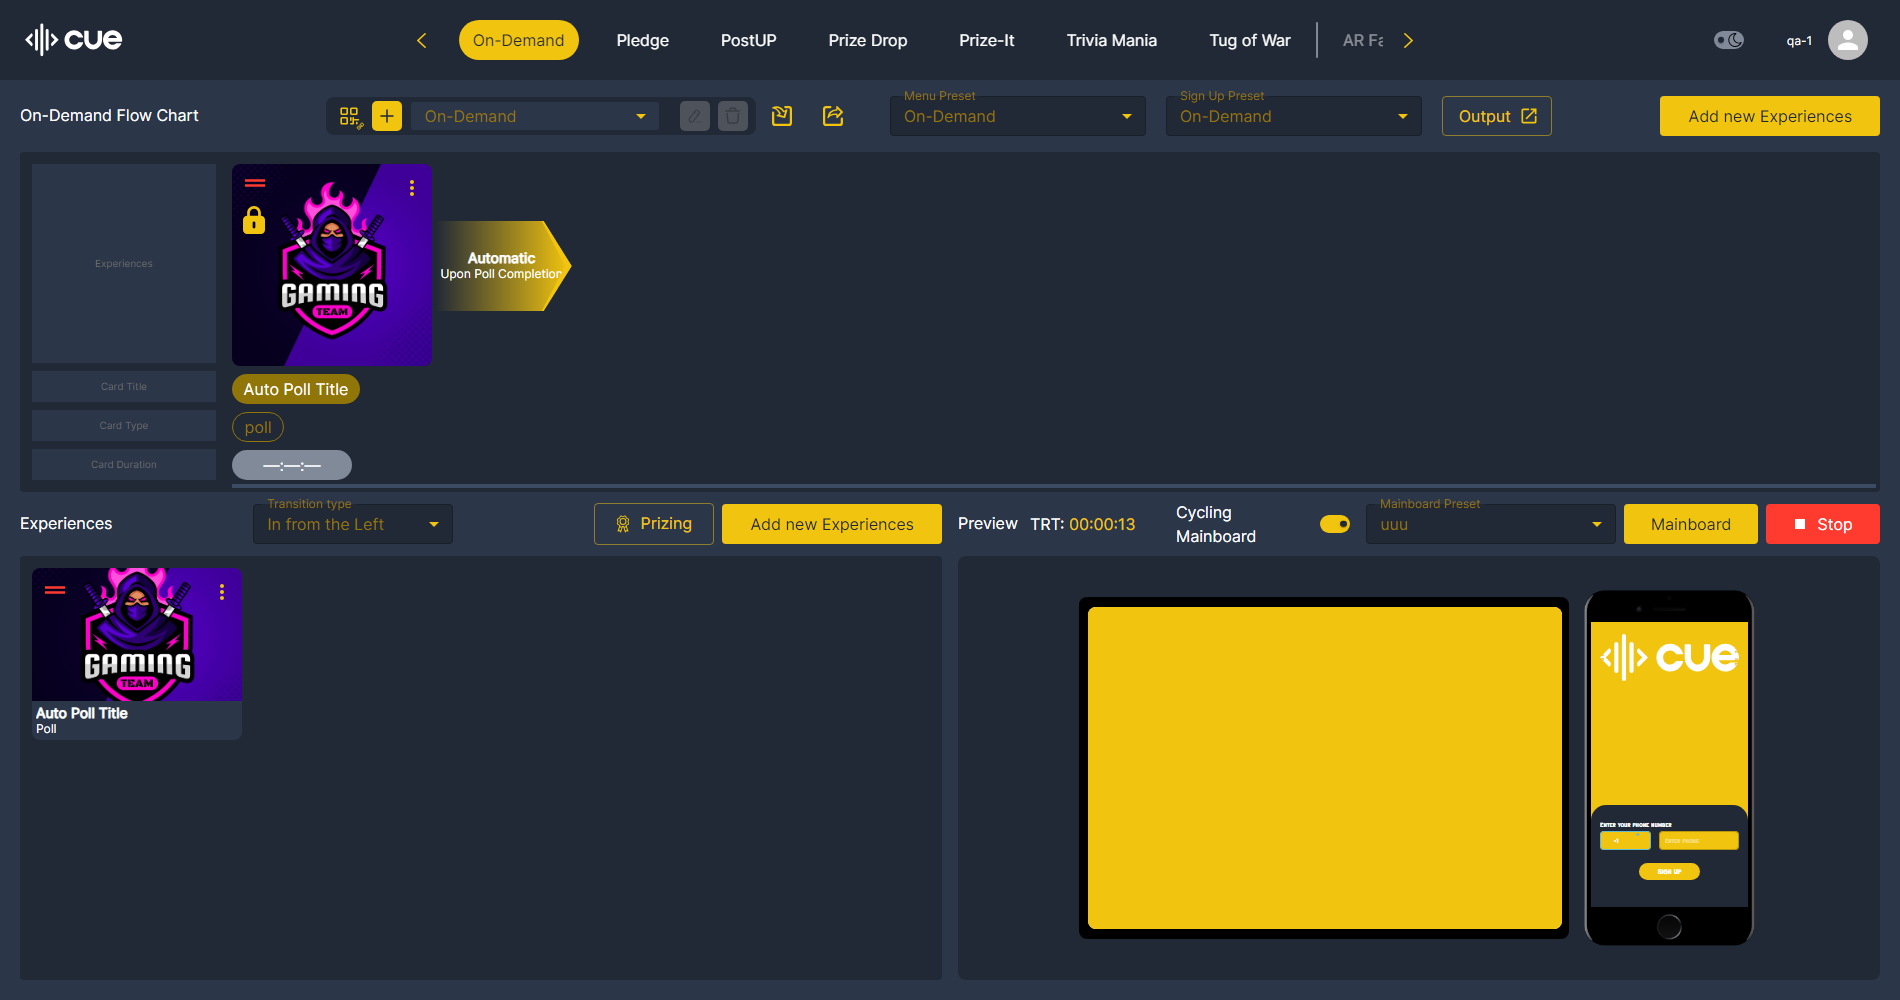 cue
On-Demand
Pledge
PostUP
Prize Drop
Prize-It
Trivia Mania
Tug of War
AR Fa
qa-1
On-Demand Flow Chart
On-Demand
Menu Preset
On-Demand
Sign Up Preset
On-Demand
Output
Add new Experiences
Experiences
GAMING
TEAM
Automatic
Upon Poll Completion
Card Title
Auto Poll Title
Card Type
poll
Card Duration
—:—:—
Experiences
Transition type
In from the Left
Prizing
Add new Experiences
Preview
TRT: 00:00:13
Cycling
Mainboard
Mainboard Preset
uuu
Mainboard
Stop
GAMING
TEAM
Auto Poll Title
Poll
cue
Enter your phone number
+1
Enter phone
Sign up